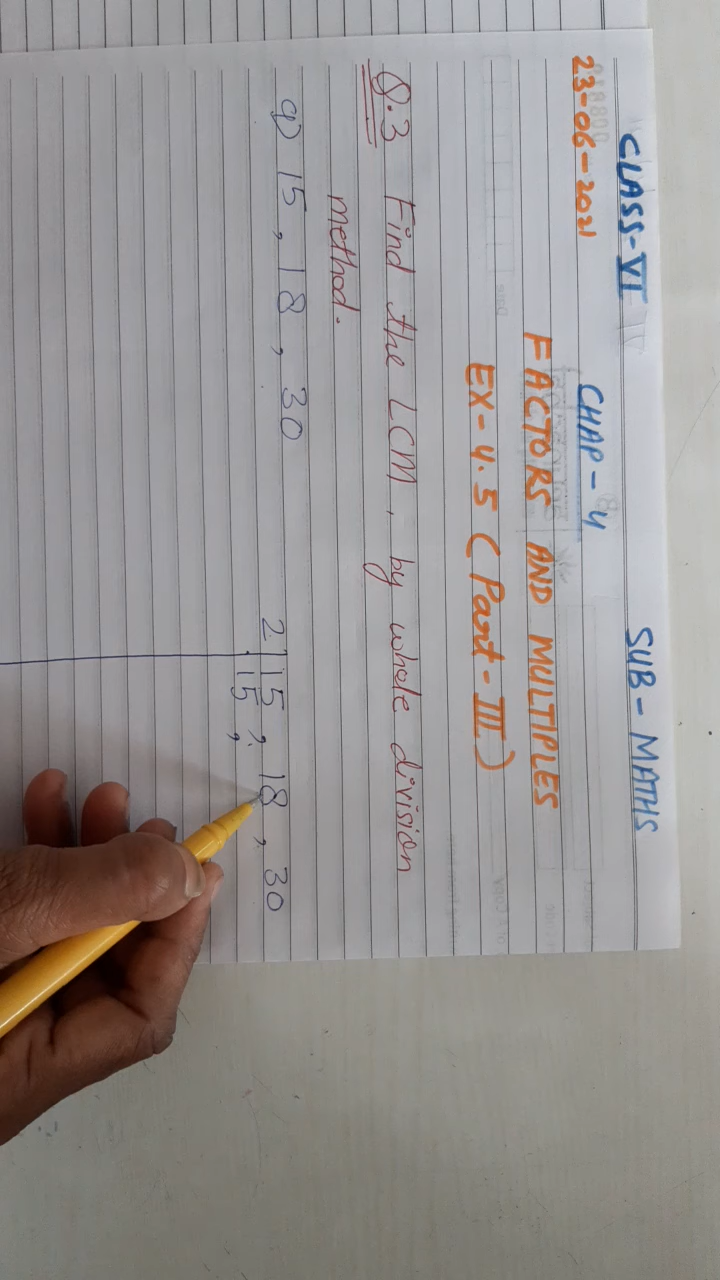 CLASS-VI SUB-MATHS
23-06-2021 CHAP-4
FACTORS AND MULTIPLES
EX-4.5 (Part-III)
Q.3 Find the LCM, by whole division
method.
a) 15, 18, 30
2 15, 18, 30
15,